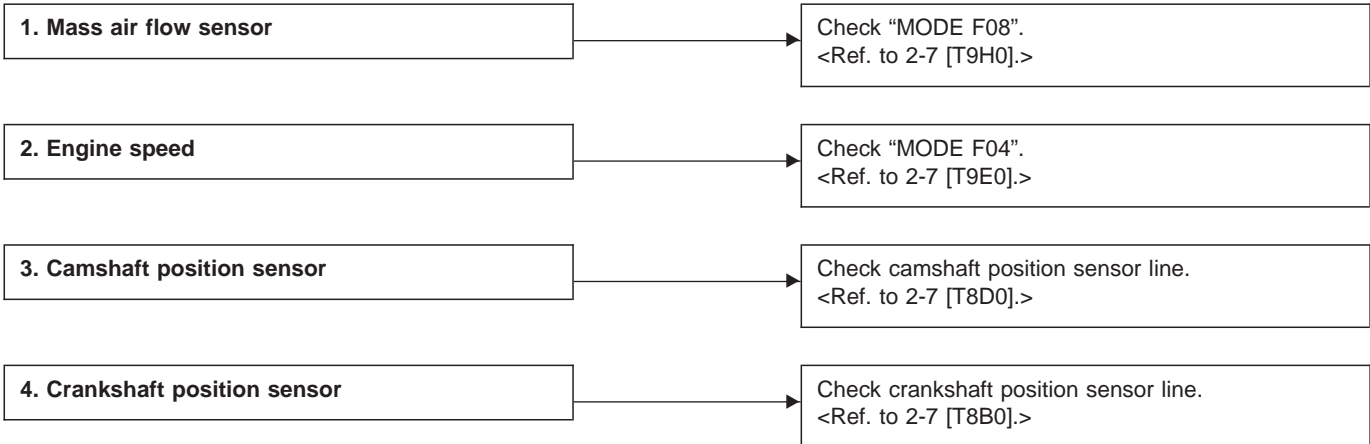 1. Mass air flow sensor
Check “MODE F08”.
<Ref. to 2-7 [T9H0].>
2. Engine speed
Check “MODE F04”.
<Ref. to 2-7 [T9E0].>
3. Camshaft position sensor
Check camshaft position sensor line.
<Ref. to 2-7 [T8D0].>
4. Crankshaft position sensor
Check crankshaft position sensor line.
<Ref. to 2-7 [T8B0].>